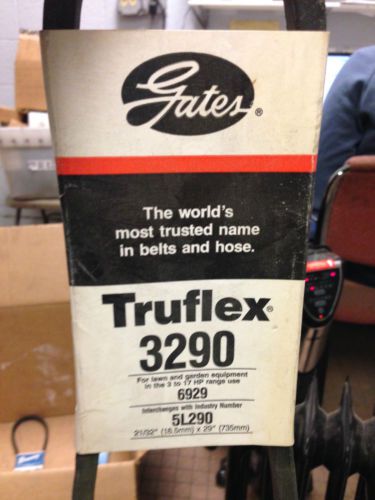 Gates®
The world's
most trusted name
in belts and hose.
Truflex®
3290
For lawn and garden equipment
in the 3 to 17 HP range use
6929
Interchanges with Industry Number
5L290
21/32" (16.5mm) x 29" (735mm)